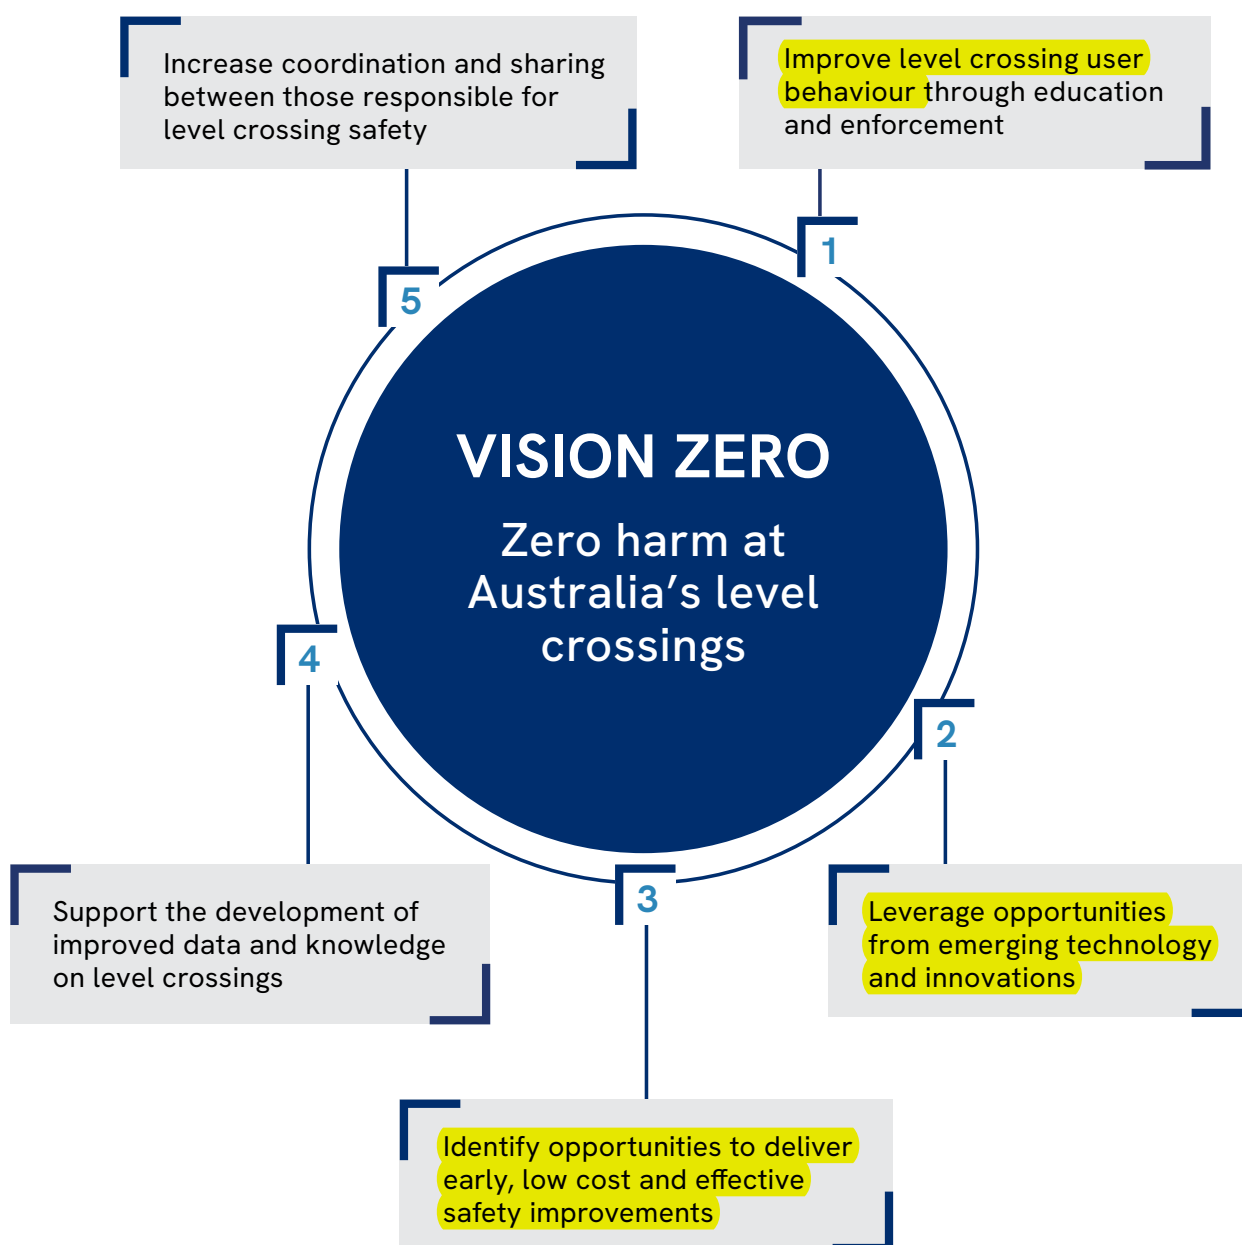 Increase coordination and sharing
between those responsible for
level crossing safety
Improve level crossing user
behaviour through education
and enforcement
1
5
VISION ZERO
Zero harm at
Australia’s level
crossings
4
2
3
Support the development of
improved data and knowledge
on level crossings
Leverage opportunities
from emerging technology
and innovations
Identify opportunities to deliver
early, low cost and effective
safety improvements